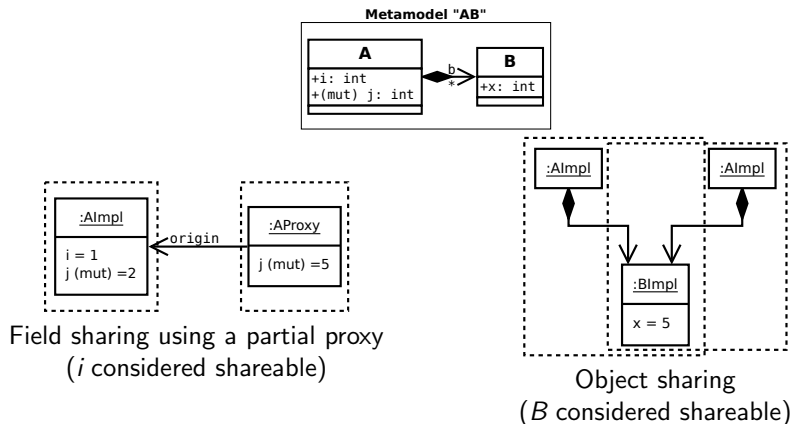 Metamodel "AB"
A
+i: int
+(mut) j: int
b
*
B
+x: int
:AImpl
i = 1
j (mut) =2
origin
:AProxy
j (mut) =5
Field sharing using a partial proxy
(i considered shareable)
:AImpl
:AImpl
:BImpl
x = 5
Object sharing
(B considered shareable)